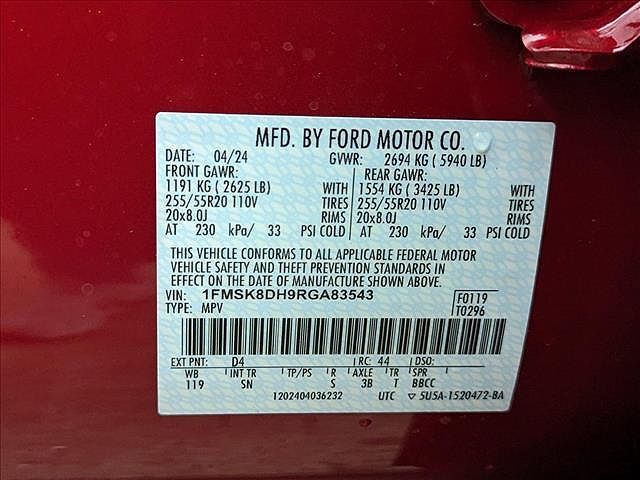 MFD. BY FORD MOTOR CO.
DATE: 04/24 GVWR: 2694 KG ( 5940 LB)
FRONT GAWR: REAR GAWR:
1191 KG ( 2625 LB) WITH 1554 KG ( 3425 LB) WITH
255/55R20 110V TIRES 255/55R20 110V TIRES
20x8.0J RIMS 20x8.0J RIMS
AT 230 kPa/ 33 PSI COLD AT 230 kPa/ 33 PSI COLD
THIS VEHICLE CONFORMS TO ALL APPLICABLE FEDERAL MOTOR
VEHICLE SAFETY AND THEFT PREVENTION STANDARDS IN
EFFECT ON THE DATE OF MANUFACTURE SHOWN ABOVE.
VIN: 1FMSK8DH9RGA83543 F0119
TYPE: MPV T0296
EXT PNT: D4 RC: 44 DSO:
WB INT TR TP/PS R AXLE TR SPR
119 SN S 3B T BBCC
1202404036232 UTC ▽ 5U5A-1520472-BA